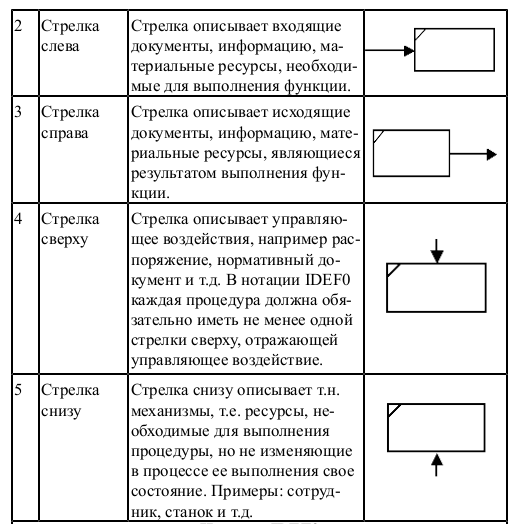 2 Стрелка слева Стрелка описывает входящие
документы, информацию, ма-
териальные ресурсы, необходи-
мые для выполнения функции.
3 Стрелка справа Стрелка описывает исходящие
документы, информацию, мате-
риальные ресурсы, являющиеся
результатом выполнения фун-
кции.
4 Стрелка сверху Стрелка описывает управляю-
щее воздействия, например рас-
поряжение, нормативный до-
кумент и т.д. В нотации IDEF0
каждая процедура должна обя-
зательно иметь не менее одной
стрелки сверху, отражающей
управляющее воздействие.
5 Стрелка снизу Стрелка снизу описывает т.н.
механизмы, т.е. ресурсы, не-
обходимые для выполнения
процедуры, но не изменяющие
в процессе ее выполнения свое
состояние. Примеры: сотруд-
ник, станок и т.д.